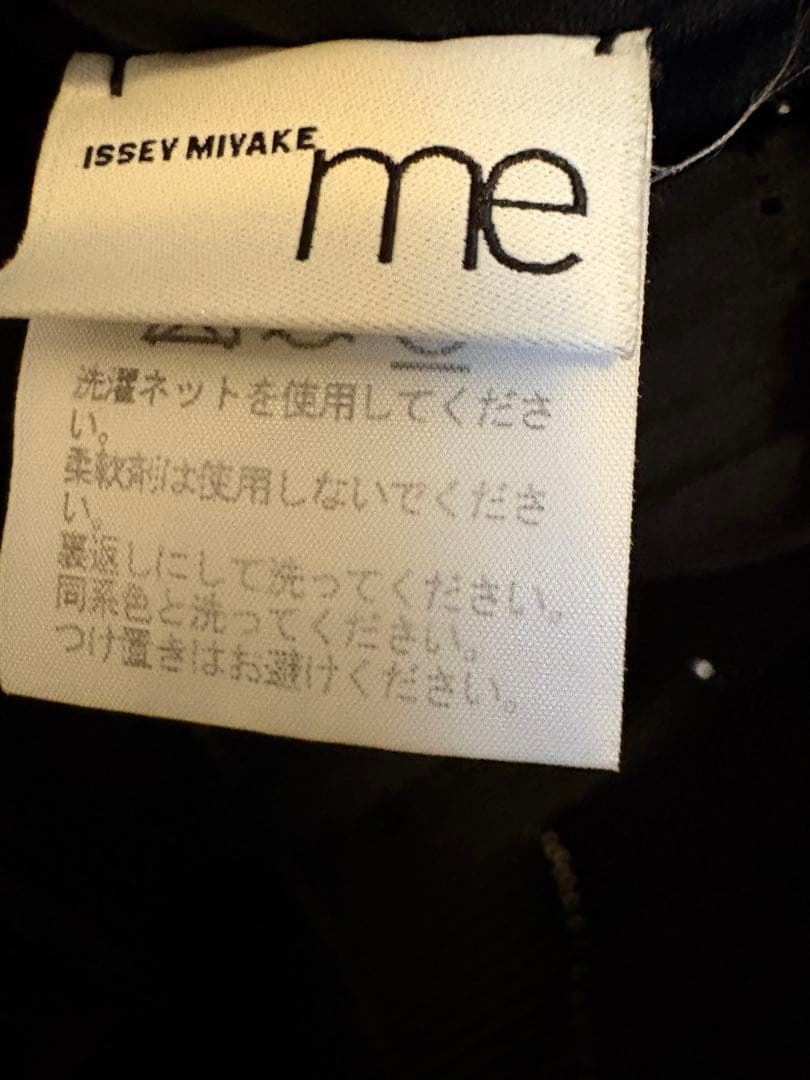 ISSEY MIYAKE
me
洗濯ネットを使用してくださ
い。
柔軟剤は使用しないでくださ
い。
裏返しにして洗ってください。
同系色と洗ってください。
つけ置きはお避けください。